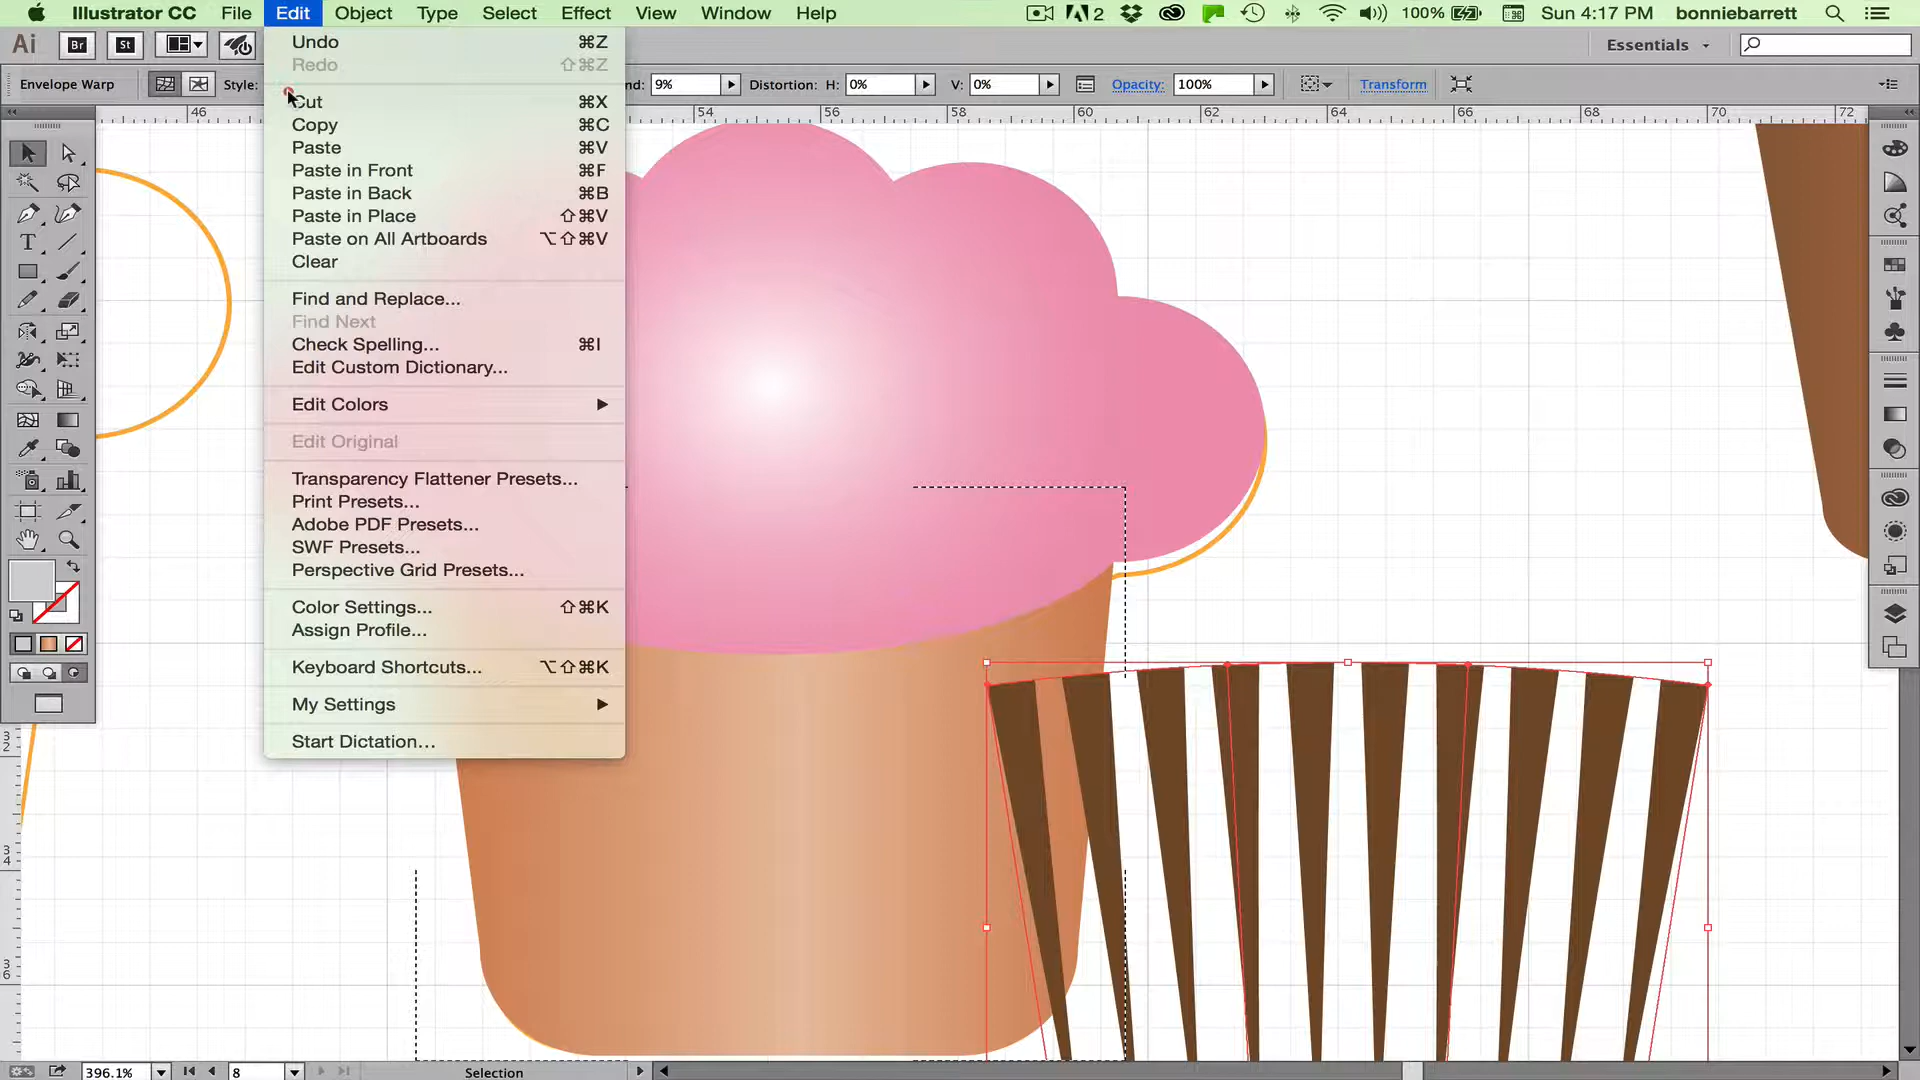 Illustrator CC File Edit Object Type Select Effect View Window Help 2 100% Sun 4:17 PM bonniebarrett
Ai Br St Essentials
Envelope Warp Style: nd: 9% Distortion: H: 0% V: 0% Opacity: 100% Transform
46 54 56 58 60 62 64 66 68 70 72
Undo ⌘Z
Redo ⇧⌘Z
Cut ⌘X
Copy ⌘C
Paste ⌘V
Paste in Front ⌘F
Paste in Back ⌘B
Paste in Place ⇧⌘V
Paste on All Artboards ⌥⇧⌘V
Clear
Find and Replace...
Find Next
Check Spelling... ⌘I
Edit Custom Dictionary...
Edit Colors
Edit Original
Transparency Flattener Presets...
Print Presets...
Adobe PDF Presets...
SWF Presets...
Perspective Grid Presets...
Color Settings... ⇧⌘K
Assign Profile...
Keyboard Shortcuts... ⌥⇧⌘K
My Settings
Start Dictation...
32
34
36
396.1% 8 Selection